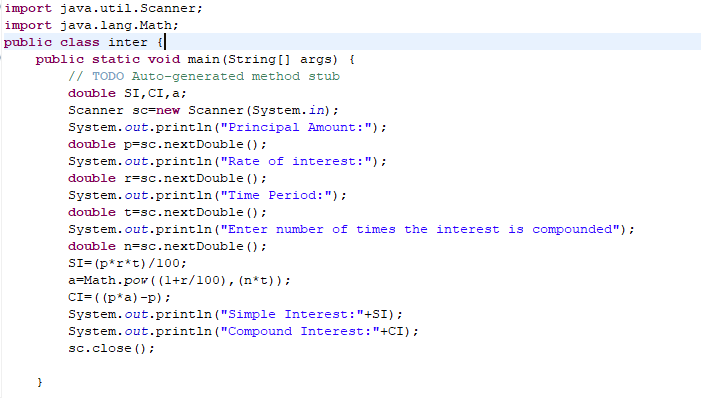 import java.util.Scanner;
import java.lang.Math;
public class inter {
public static void main(String[] args) {
// TODO Auto-generated method stub
double SI,CI,a;
Scanner sc=new Scanner(System.in);
System.out.println("Principal Amount:");
double p=sc.nextDouble();
System.out.println("Rate of interest:");
double r=sc.nextDouble();
System.out.println("Time Period:");
double t=sc.nextDouble();
System.out.println("Enter number of times the interest is compounded");
double n=sc.nextDouble();
SI=(p*r*t)/100;
a=Math.pow((1+r/100),(n*t));
CI=((p*a)-p);
System.out.println("Simple Interest:"+SI);
System.out.println("Compound Interest:"+CI);
sc.close();
}